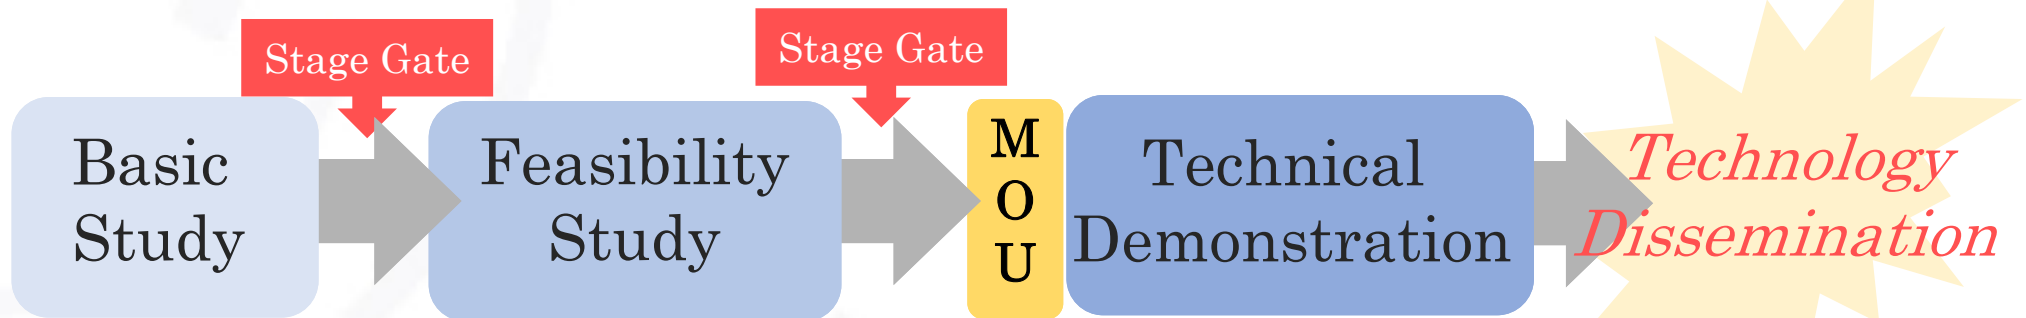 Stage Gate
Stage Gate
Basic
Study
Feasibility
Study
M
O
U
Technical
Demonstration
Technology
Dissemination